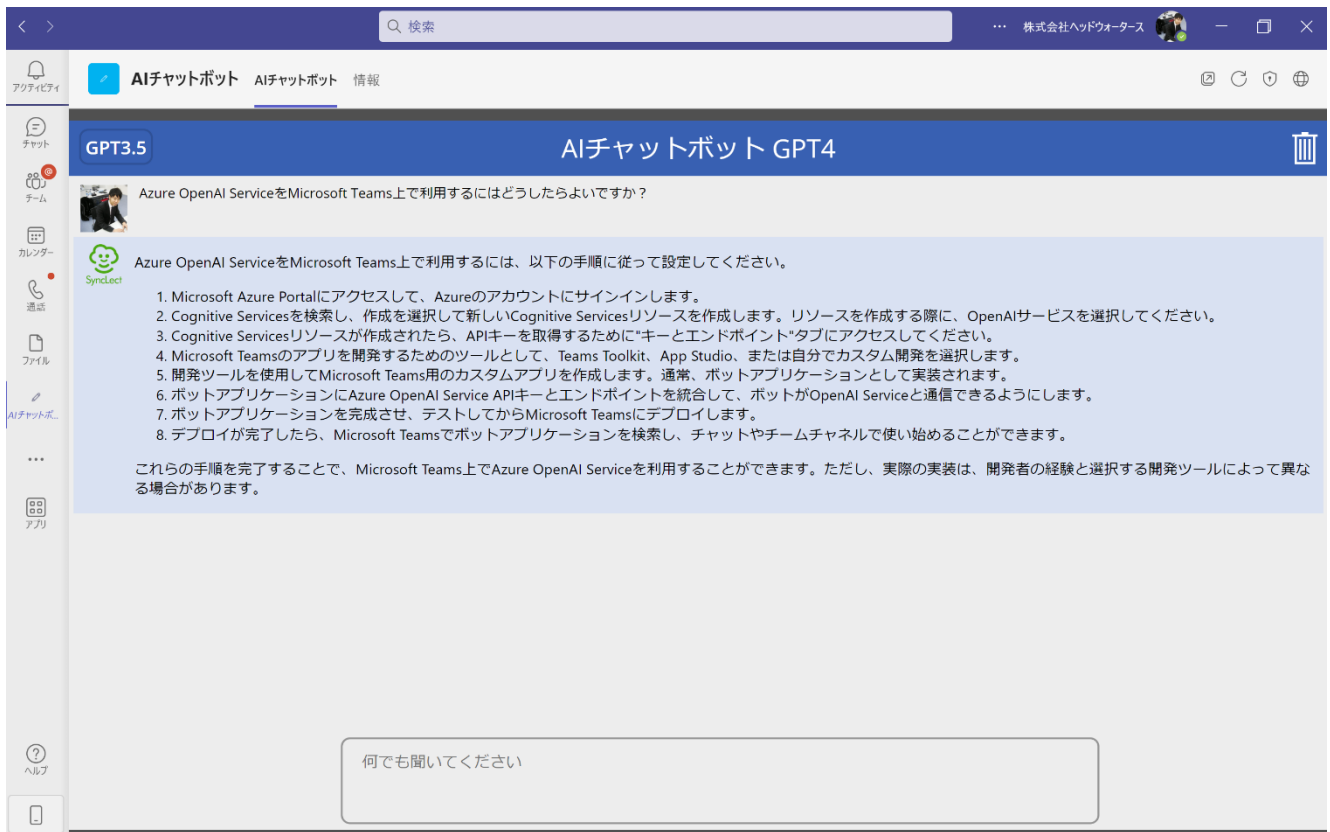 検索
株式会社ヘッドウォータース
アクティビティ
AIチャットボット
AIチャットボット
情報
チャット
チーム
カレンダー
通話
ファイル
AIチャットボ...
アプリ
ヘルプ
GPT3.5
AIチャットボット GPT4
Azure OpenAI ServiceをMicrosoft Teams上で利用するにはどうしたらよいですか？
SyncLect
Azure OpenAI ServiceをMicrosoft Teams上で利用するには、以下の手順に従って設定してください。
1. Microsoft Azure Portalにアクセスして、Azureのアカウントにサインインします。
2. Cognitive Servicesを検索し、作成を選択して新しいCognitive Servicesリソースを作成します。リソースを作成する際に、OpenAIサービスを選択してください。
3. Cognitive Servicesリソースが作成されたら、APIキーを取得するために"キーとエンドポイント"タブにアクセスしてください。
4. Microsoft Teamsのアプリを開発するためのツールとして、Teams Toolkit、App Studio、または自分でカスタム開発を選択します。
5. 開発ツールを使用してMicrosoft Teams用のカスタムアプリを作成します。通常、ボットアプリケーションとして実装されます。
6. ボットアプリケーションにAzure OpenAI Service APIキーとエンドポイントを統合して、ボットがOpenAI Serviceと通信できるようにします。
7. ボットアプリケーションを完成させ、テストしてからMicrosoft Teamsにデプロイします。
8. デプロイが完了したら、Microsoft Teamsでボットアプリケーションを検索し、チャットやチームチャネルで使い始めることができます。
これらの手順を完了することで、Microsoft Teams上でAzure OpenAI Serviceを利用することができます。ただし、実際の実装は、開発者の経験と選択する開発ツールによって異な
る場合があります。
何でも聞いてください